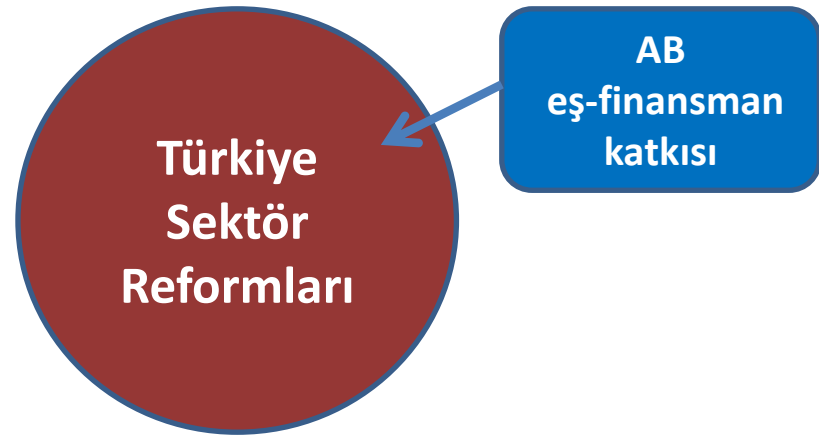 Türkiye
Sektör
Reformları
AB
eş-finansman
katkısı